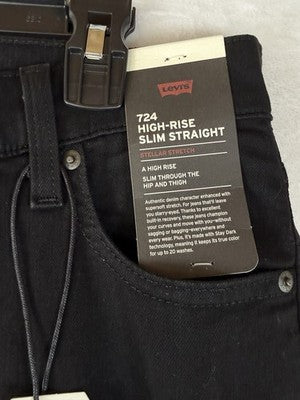 Levi's
724
HIGH-RISE
SLIM STRAIGHT
STELLAR STRETCH
A HIGH RISE
SLIM THROUGH THE
HIP AND THIGH
Authentic denim character enhanced with
supersoft stretch. For jeans that'll leave
you starry-eyed. Thanks to excellent
built-in recovery, these jeans champion
your curves and move with you–without
sagging or bagging–everywhere and
every way. Plus, it's made with Stay Dark
technology, meaning it keeps its true color
for up to 20 washes.